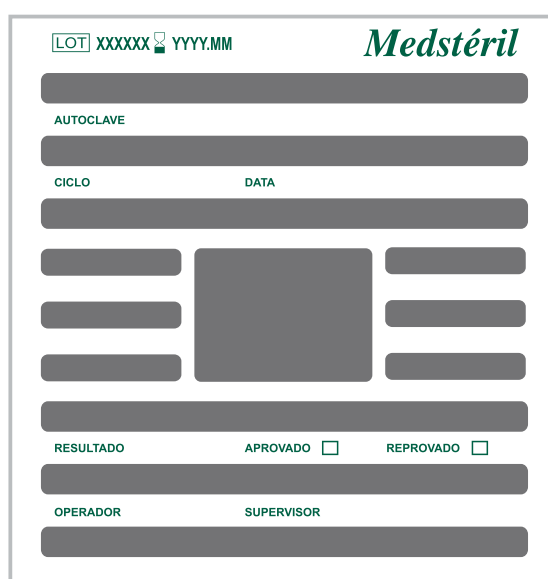 LOT XXXXXX YYYY.MM Medstéril
AUTOCLAVE
CICLO DATA
RESULTADO APROVADO REPROVADO
OPERADOR SUPERVISOR